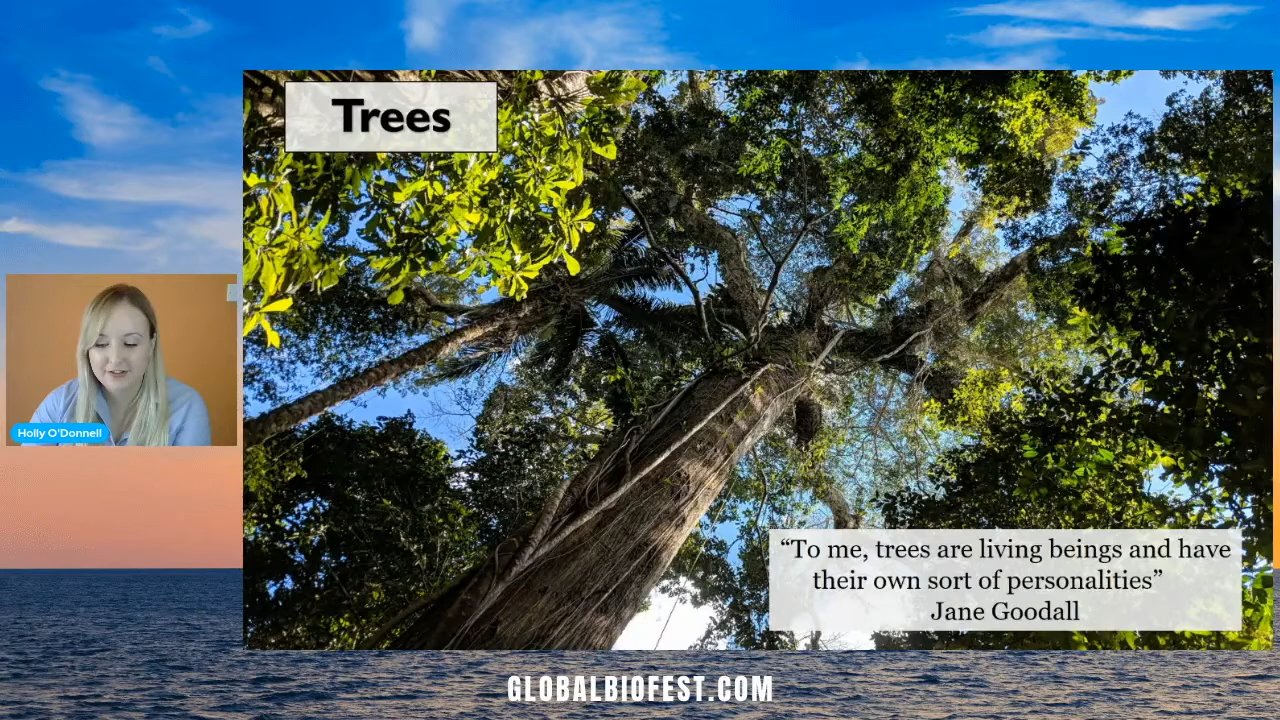 Trees
Holly O'Donnell
“To me, trees are living beings and have
their own sort of personalities”
Jane Goodall
GLOBALBIOFEST.COM